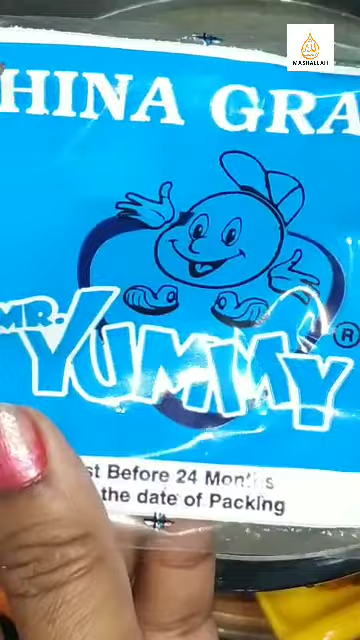 MASHALLAH
HINA GRA
MR.
YUMMY
®
st Before 24 Months
the date of Packing